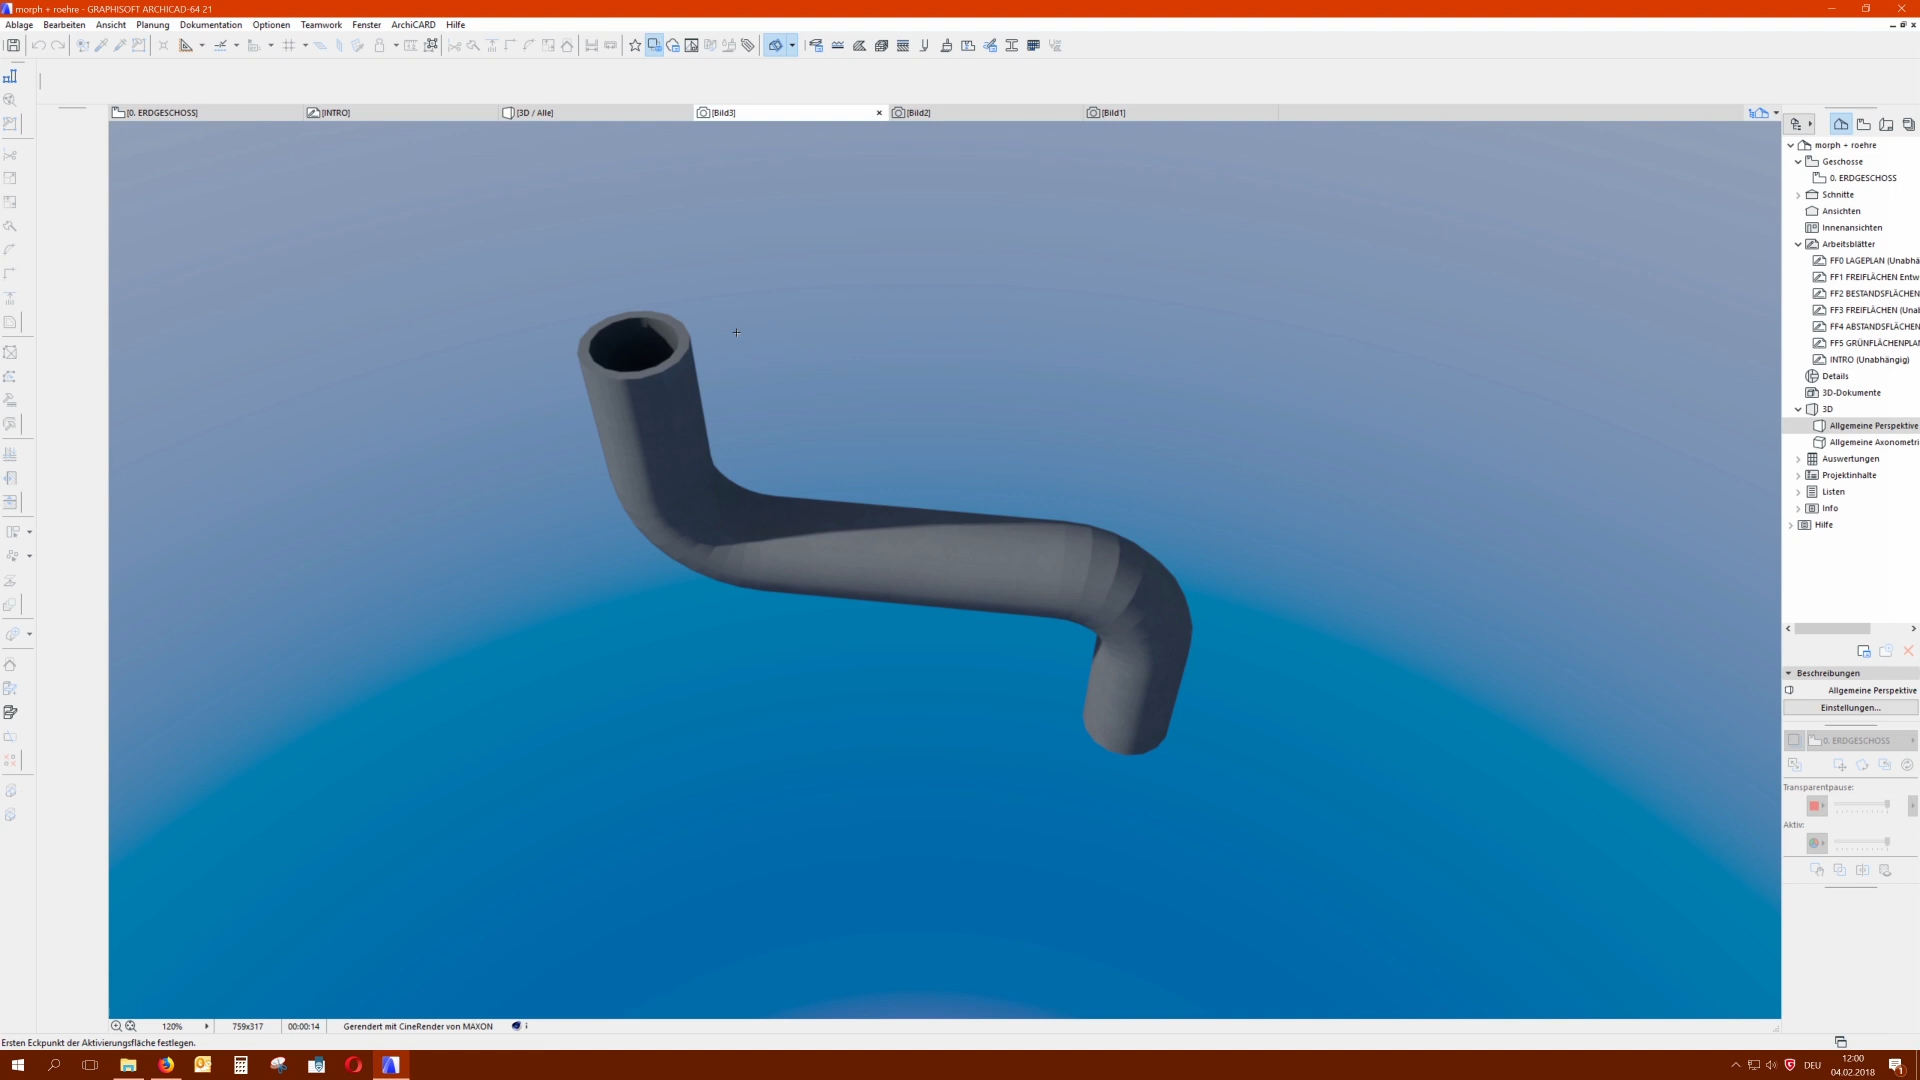 morph + roehre - GRAPHISOFT ARCHICAD-64 21
Ablage Bearbeiten Ansicht Planung Dokumentation Optionen Teamwork Fenster ArchiCARD Hilfe
[0. ERDGESCHOSS] [INTRO] [3D / Alle] [Bild3] [Bild2] [Bild1]
morph + roehre
Geschosse
0. ERDGESCHOSS
Schnitte
Ansichten
Innenansichten
Arbeitsblätter
FF0 LAGEPLAN (Unabhä
FF1 FREIFLÄCHEN Entw
FF2 BESTANDSFLÄCHEN
FF3 FREIFLÄCHEN (Unal
FF4 ABSTANDSFLÄCHEN
FF5 GRÜNFLÄCHENPLAN
INTRO (Unabhängig)
Details
3D-Dokumente
3D
Allgemeine Perspektive
Allgemeine Axonometri
Auswertungen
Projektinhalte
Listen
Info
Hilfe
Beschreibungen
Allgemeine Perspektive
Einstellungen...
0. ERDGESCHOSS
Transparentpause:
Aktiv:
120% 759x317 00:00:14 Gerendert mit CineRender von MAXON
Ersten Eckpunkt der Aktivierungsfläche festlegen.
DEU 12:00
04.02.2018
1